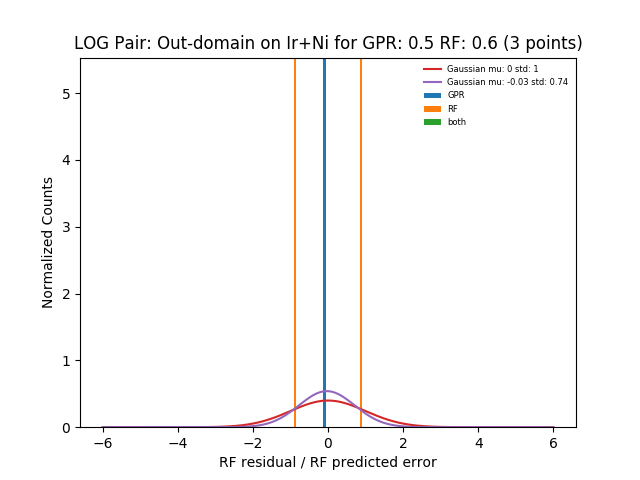 LOG Pair: Out-domain on Ir+Ni for GPR: 0.5 RF: 0.6 (3 points)
Gaussian mu: 0 std: 1
Gaussian mu: -0.03 std: 0.74
GPR
RF
both
Normalized Counts
5
4
3
2
1
0
−6 −4 −2 0 2 4 6
RF residual / RF predicted error